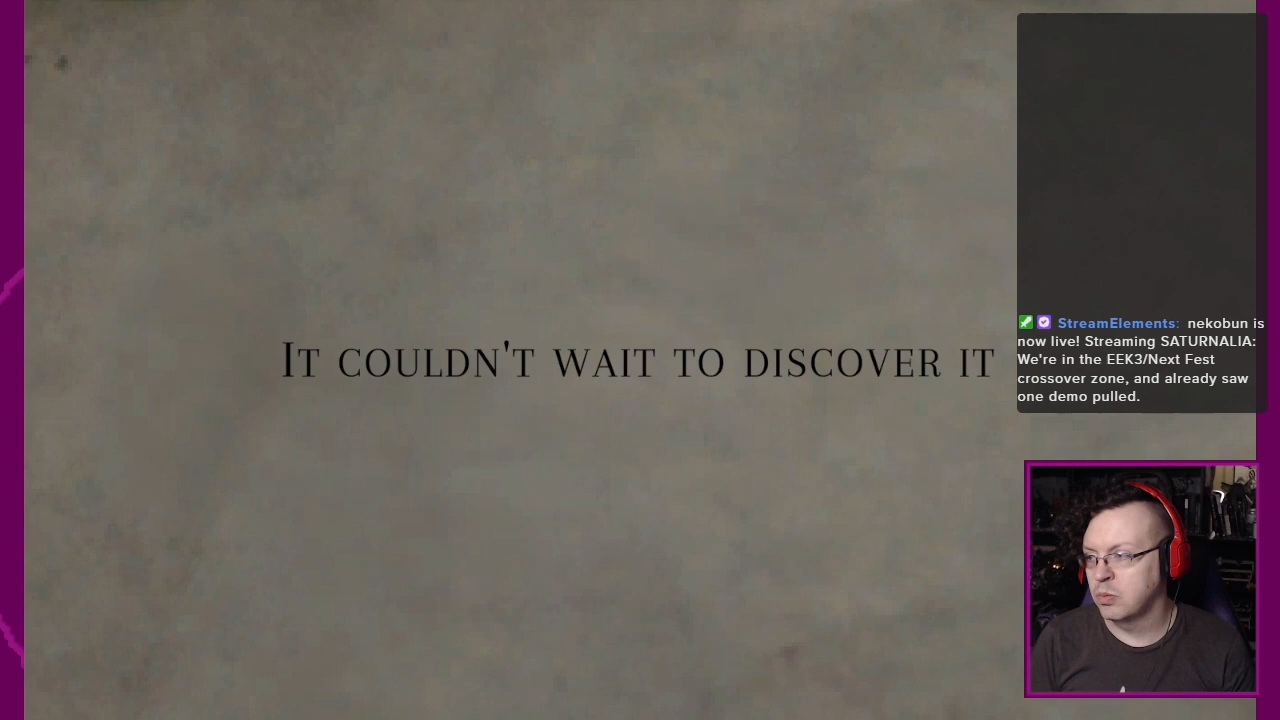 It couldn't wait to discover it
StreamElements: nekobun is
now live! Streaming SATURNALIA:
We're in the EEK3/Next Fest
crossover zone, and already saw
one demo pulled.